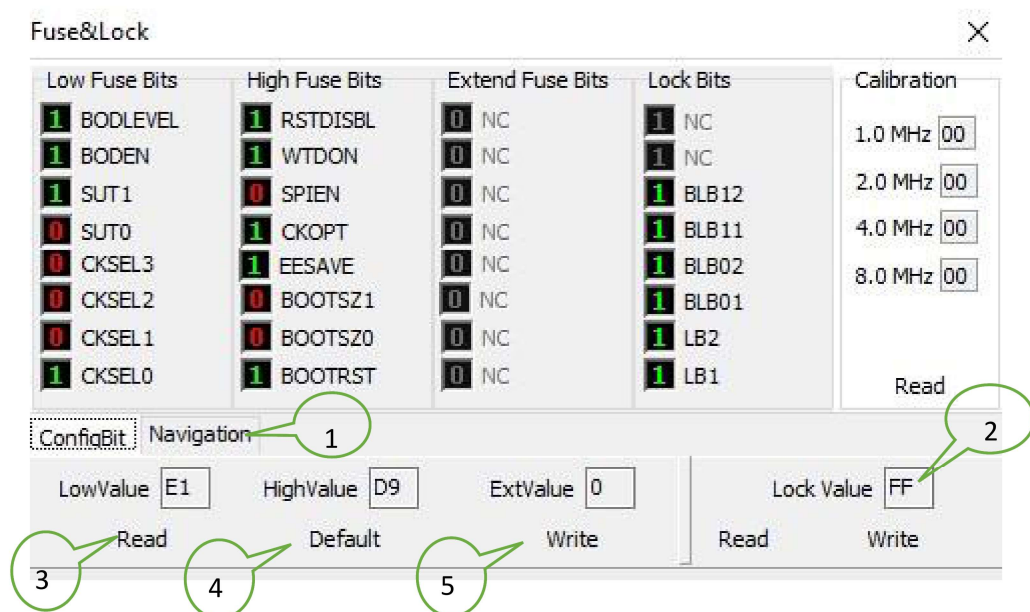 Fuse&Lock
Low Fuse Bits High Fuse Bits Extend Fuse Bits Lock Bits Calibration
1 BODLEVEL 1 RSTDISBL 0 NC 1 NC
1.0 MHz 00
1 BODEN 1 WTDON 0 NC 1 NC
1 SUT1 0 SPIEN 0 NC 1 BLB12 2.0 MHz 00
0 SUT0 1 CKOPT 0 NC 1 BLB11 4.0 MHz 00
0 CKSEL3 1 EESAVE 0 NC 1 BLB02 8.0 MHz 00
0 CKSEL2 0 BOOTSZ1 0 NC 1 BLB01
0 CKSEL1 0 BOOTSZ0 0 NC 1 LB2
1 CKSEL0 1 BOOTRST 0 NC 1 LB1 Read
ConfigBit Navigation 1 2
LowValue E1 HighValue D9 ExtValue 0 Lock Value FF
Read Default Write Read Write
3 4 5